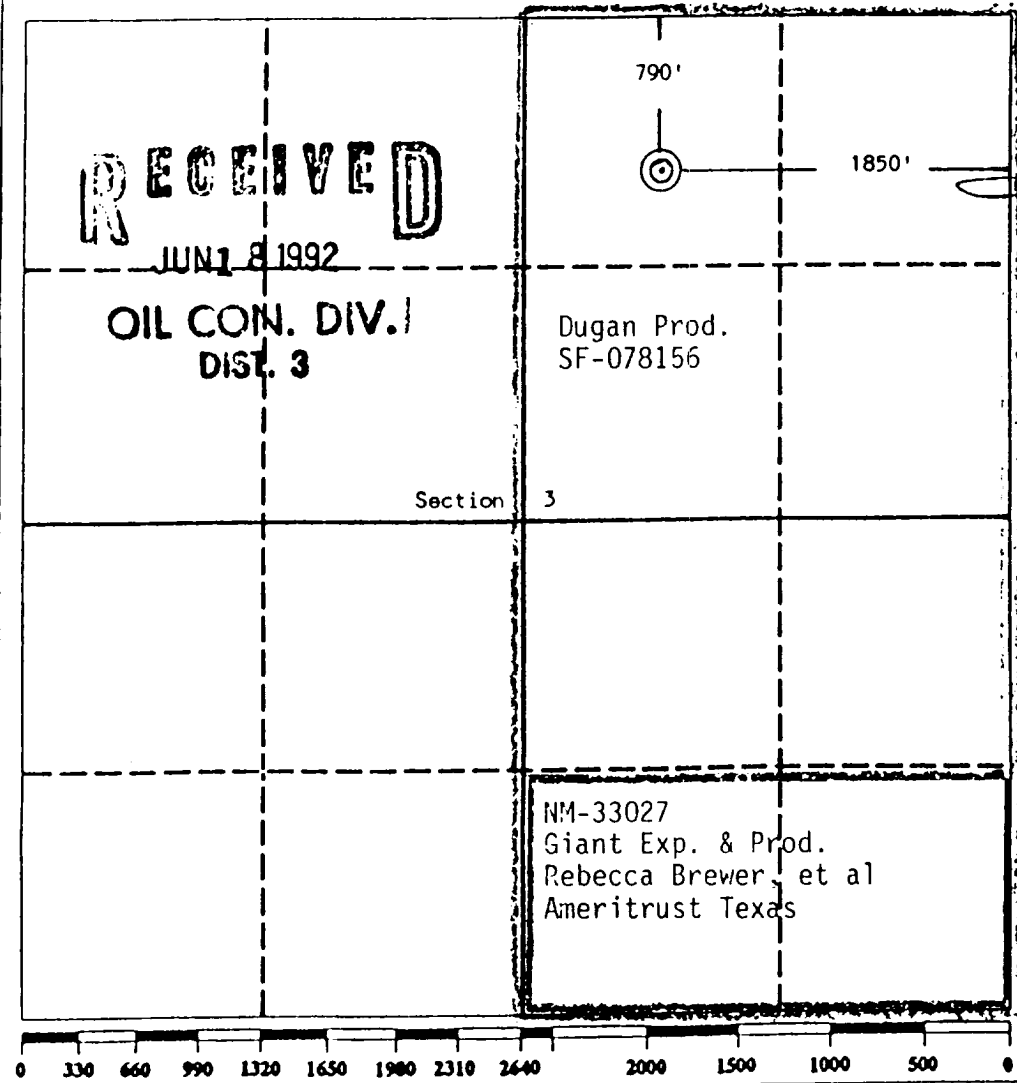 790'
1850'
RECEIVED
JUN 1 8 1992
OIL CON. DIV.
DIST. 3
Dugan Prod.
SF-078156
Section 3
NM-33027
Giant Exp. & Prod.
Rebecca Brewer, et al
Ameritrust Texas
0 330 660 990 1320 1650 1980 2310 2640 2000 1500 1000 500 0